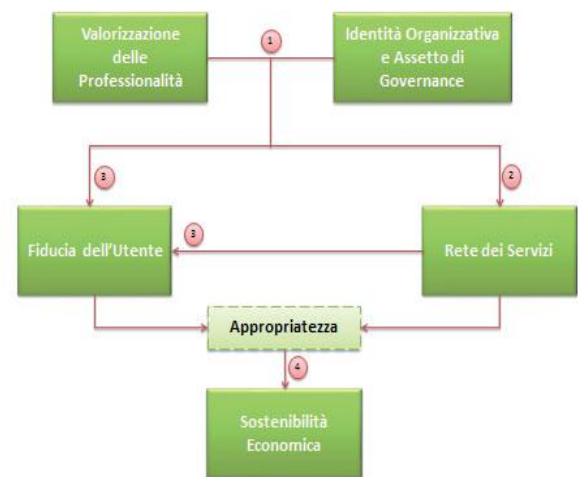 Valorizzazione
delle
Professionalità
1
Identità Organizzativa
e Assetto di
Governance
3
2
Fiducia dell'Utente
3
Rete dei Servizi
Appropriatezza
4
Sostenibilità
Economica